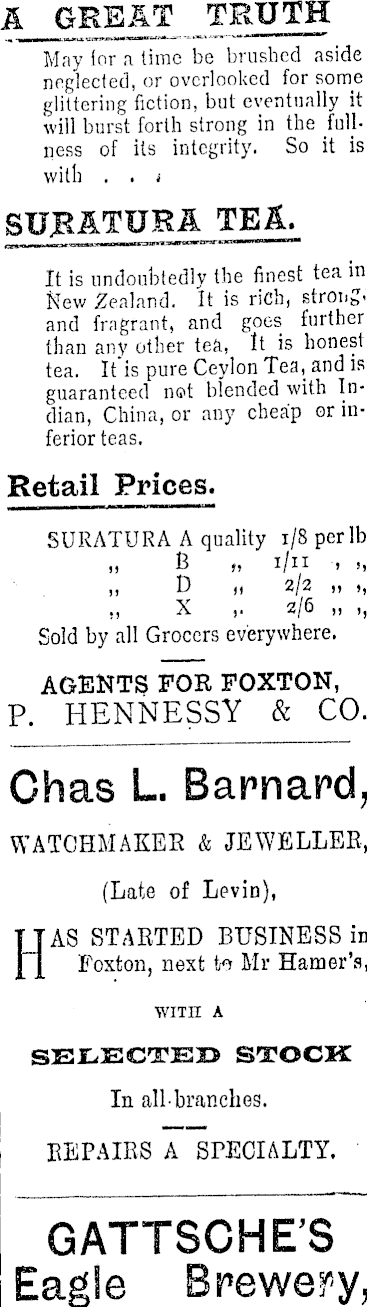 A GREAT TRUTH
May for a time be brushed aside
neglected, or overlooked for some
glittering fiction, but eventually it
will burst forth strong in the full-
ness of its integrity. So it is
with . . .
SURATURA TEA.
It is undoubtedly the finest tea in
New Zealand. It is rich, strong,
and fragrant, and goes further
than any other tea, It is honest
tea. It is pure Ceylon Tea, and is
guaranteed not blended with In-
dian, China, or any cheap or in-
ferior teas.
Retail Prices.
SURATURA A quality 1/8 per lb
„ B „ 1/11 , „
„ D „ 2/2 „ „
„ X „ 2/6 „ „
Sold by all Grocers everywhere.
AGENTS FOR FOXTON,
P. HENNESSY & CO.
Chas L. Barnard,
WATCHMAKER & JEWELLER,
(Late of Levin),
HAS STARTED BUSINESS in
Foxton, next to Mr Hamer's,
WITH A
SELECTED STOCK
In all branches.
REPAIRS A SPECIALTY.
GATTSCHE'S
Eagle Brewery,